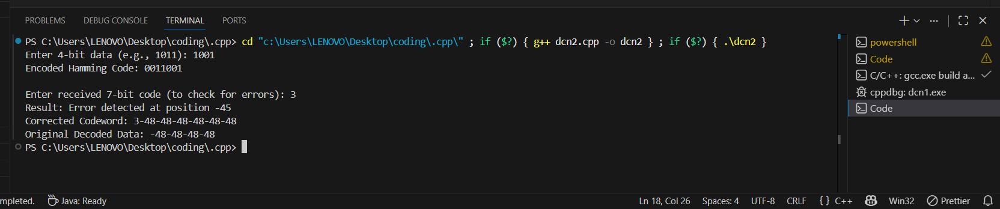 PROBLEMS DEBUG CONSOLE TERMINAL PORTS
PS C:\Users\LENOVO\Desktop\coding\.cpp> cd "c:\Users\LENOVO\Desktop\coding\.cpp\" ; if ($?) { g++ dcn2.cpp -o dcn2 } ; if ($?) { .\dcn2 }
Enter 4-bit data (e.g., 1011): 1001
Encoded Hamming Code: 0011001
Enter received 7-bit code (to check for errors): 3
Result: Error detected at position -45
Corrected Codeword: 3-48-48-48-48-48-48
Original Decoded Data: -48-48-48-48
PS C:\Users\LENOVO\Desktop\coding\.cpp>
powershell
Code
C/C++: gcc.exe build a...
cppdbg: dcn1.exe
Code
mpleted. Java: Ready Ln 18, Col 26 Spaces: 4 UTF-8 CRLF { } C++ Win32 Prettier